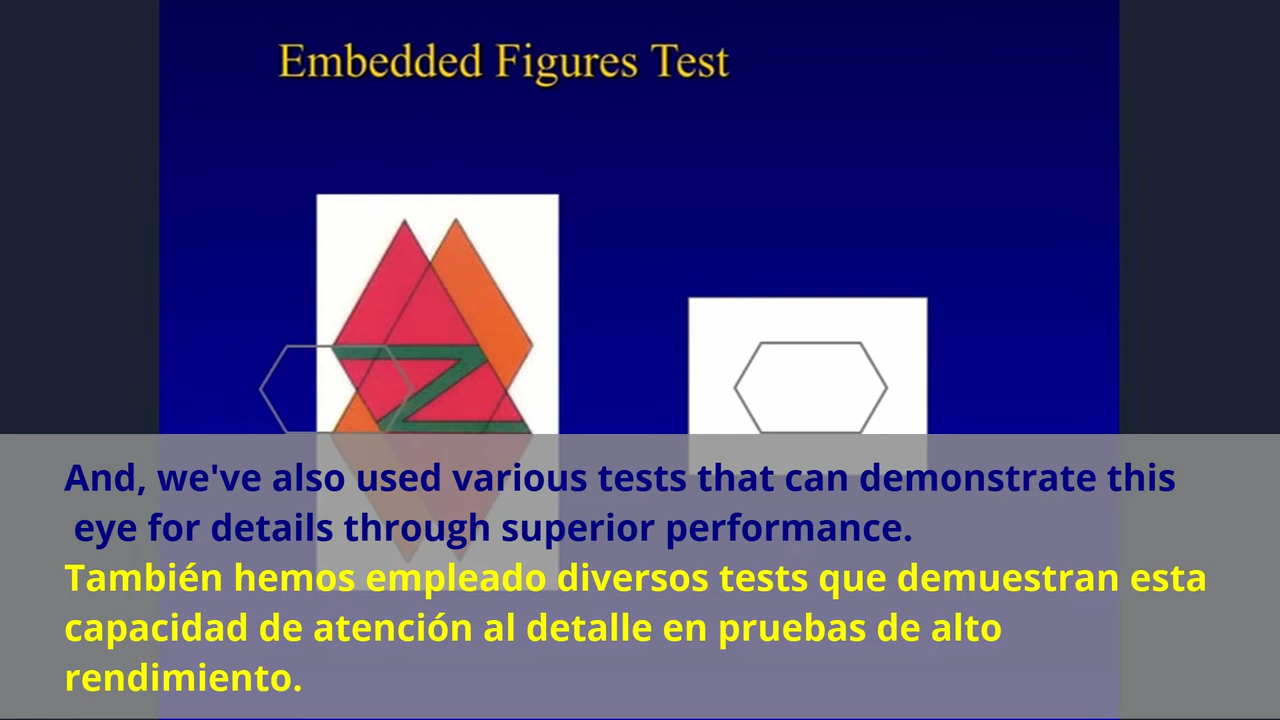 Embedded Figures Test
And, we've also used various tests that can demonstrate this
eye for details through superior performance.
También hemos empleado diversos tests que demuestran esta
capacidad de atención al detalle en pruebas de alto
rendimiento.